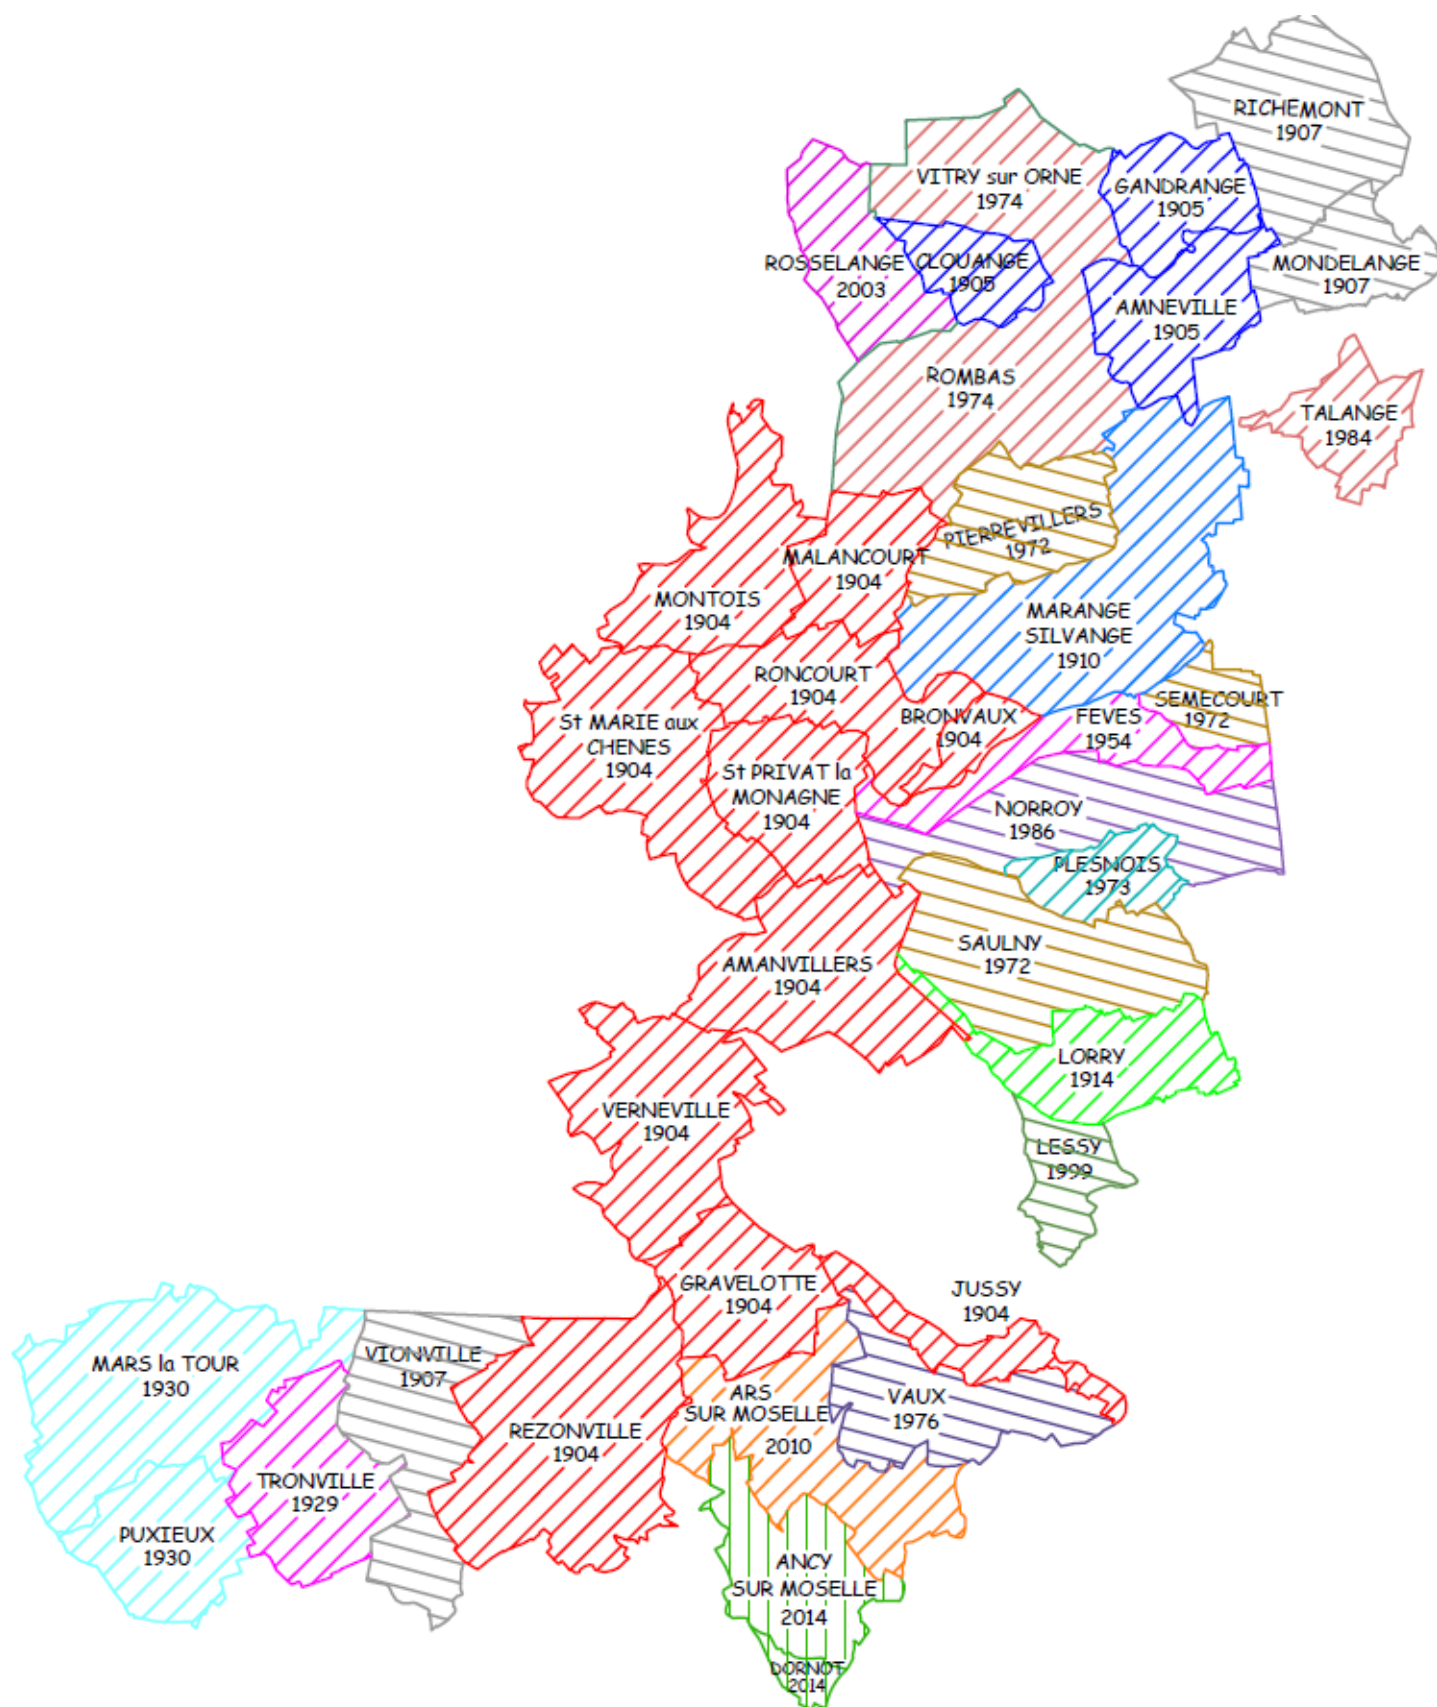 RICHEMONT
1907
VITRY sur ORNE
1974
GANDRANGE
1905
ROSSELANGE
2003
CLOUANGE
1905
MONDELANGE
1907
AMNEVILLE
1905
ROMBAS
1974
TALANGE
1984
PIERREVILLERS
1972
MALANCOURT
1904
MONTOIS
1904
MARANGE
SILVANGE
1910
RONCOURT
1904
SEMECOURT
1972
St MARIE aux
CHENES
1904
BRONVAUX
1904
FEVES
1954
St PRIVAT la
MONAGNE
1904
NORROY
1986
PLESNOIS
1973
SAULNY
1972
AMANVILLERS
1904
LORRY
1914
VERNEVILLE
1904
LESSY
1999
GRAVELOTTE
1904
JUSSY
1904
MARS la TOUR
1930
VIONVILLE
1907
ARS
SUR MOSELLE
2010
VAUX
1976
REZONVILLE
1904
TRONVILLE
1929
PUXIEUX
1930
ANCY
SUR MOSELLE
2014
DORNOT
2014